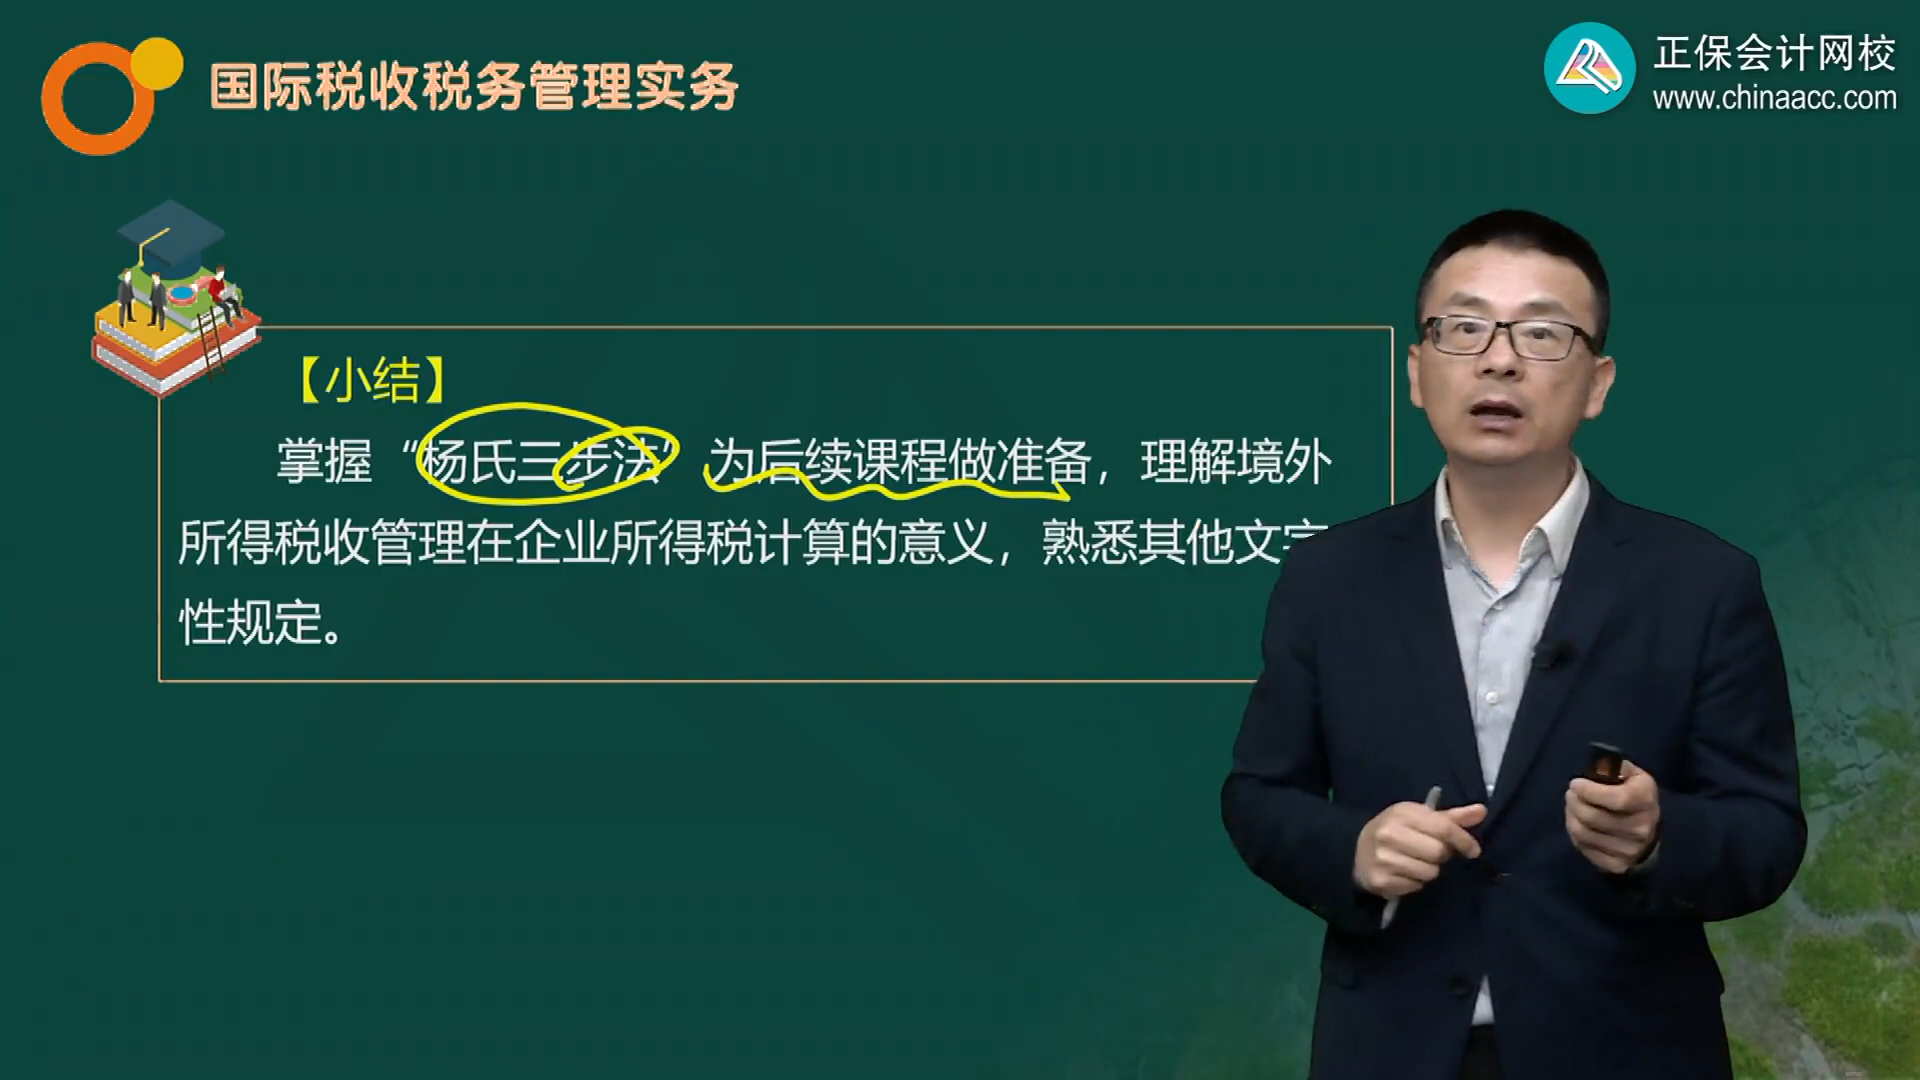 国际税收税务管理实务
正保会计网校
www.chinaacc.com
【小结】
掌握“杨氏三步法”为后续课程做准备，理解境外
所得税收管理在企业所得税计算的意义，熟悉其他文字
性规定。